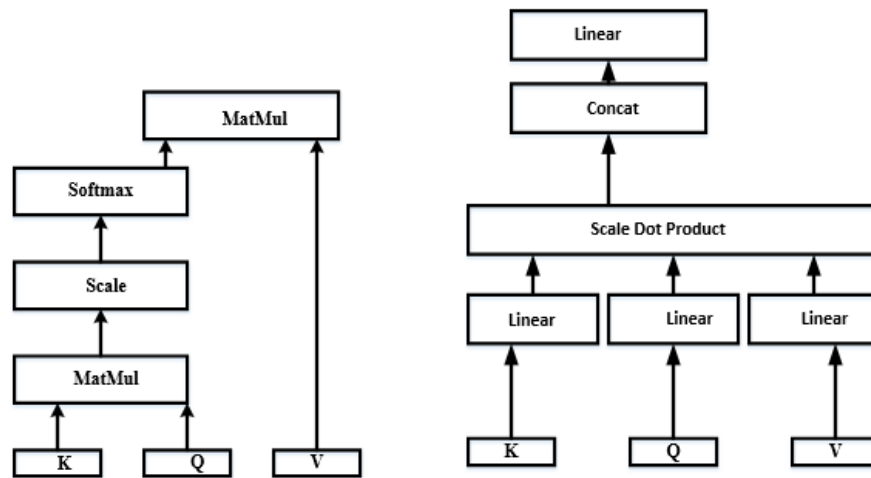 MatMul
Softmax
Scale
MatMul
K Q V
Linear
Concat
Scale Dot Product
Linear Linear Linear
K Q V